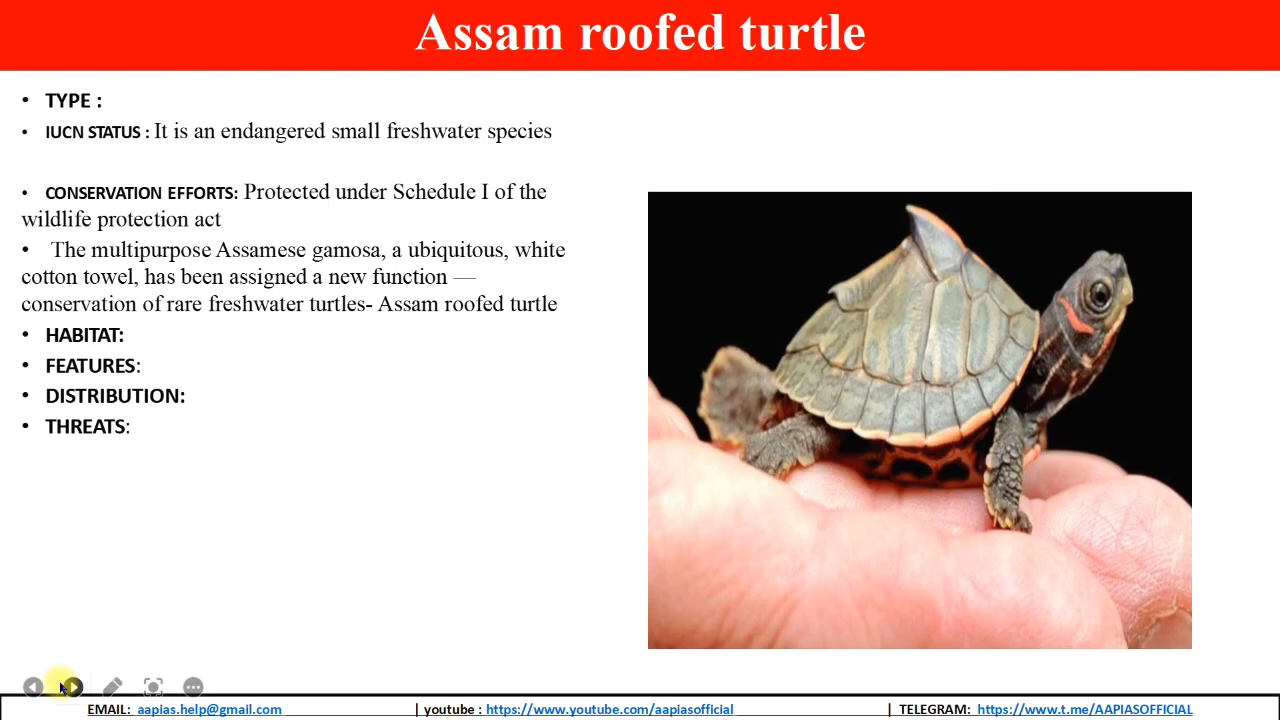 Assam roofed turtle
• TYPE :
• IUCN STATUS : It is an endangered small freshwater species
• CONSERVATION EFFORTS: Protected under Schedule I of the
wildlife protection act
• The multipurpose Assamese gamosa, a ubiquitous, white
cotton towel, has been assigned a new function —
conservation of rare freshwater turtles- Assam roofed turtle
• HABITAT:
• FEATURES:
• DISTRIBUTION:
• THREATS:
EMAIL: aapias.help@gmail.com | youtube : https://www.youtube.com/aapiasofficial | TELEGRAM: https://www.t.me/AAPIASOFFICIAL